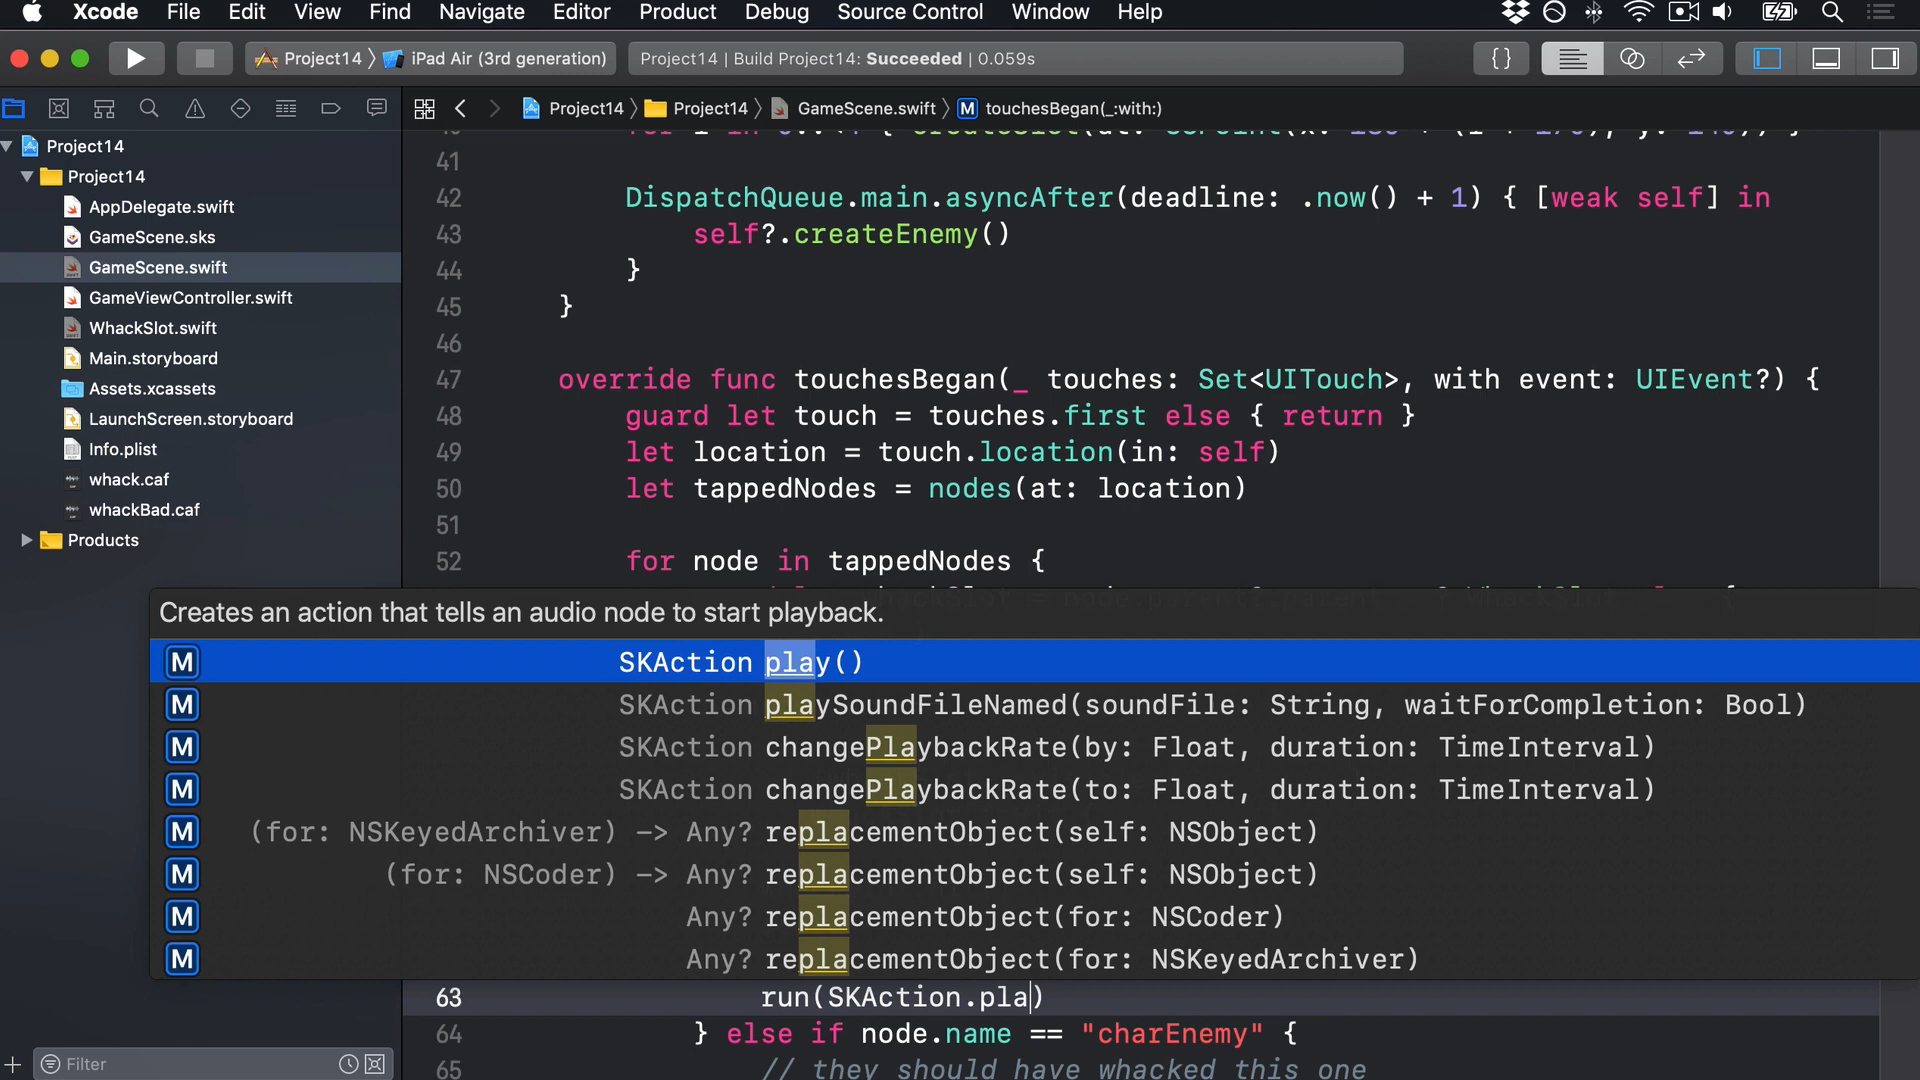 Xcode File Edit View Find Navigate Editor Product Debug Source Control Window Help
Project14 iPad Air (3rd generation) Project14 | Build Project14: Succeeded | 0.059s {}
Project14 Project14 GameScene.swift M touchesBegan(_:with:)
Project14
Project14
AppDelegate.swift
GameScene.sks
GameScene.swift
GameViewController.swift
WhackSlot.swift
Main.storyboard
Assets.xcassets
LaunchScreen.storyboard
Info.plist
whack.caf
whackBad.caf
Products
Filter
41
42 DispatchQueue.main.asyncAfter(deadline: .now() + 1) { [weak self] in
43 self?.createEnemy()
44 }
45 }
46
47 override func touchesBegan(_ touches: Set<UITouch>, with event: UIEvent?) {
48 guard let touch = touches.first else { return }
49 let location = touch.location(in: self)
50 let tappedNodes = nodes(at: location)
51
52 for node in tappedNodes {
Creates an action that tells an audio node to start playback.
M SKAction play()
M SKAction playSoundFileNamed(soundFile: String, waitForCompletion: Bool)
M SKAction changePlaybackRate(by: Float, duration: TimeInterval)
M SKAction changePlaybackRate(to: Float, duration: TimeInterval)
M (for: NSKeyedArchiver) -> Any? replacementObject(self: NSObject)
M (for: NSCoder) -> Any? replacementObject(self: NSObject)
M Any? replacementObject(for: NSCoder)
M Any? replacementObject(for: NSKeyedArchiver)
63 run(SKAction.pla)
64 } else if node.name == "charEnemy" {
65 // they should have whacked this one